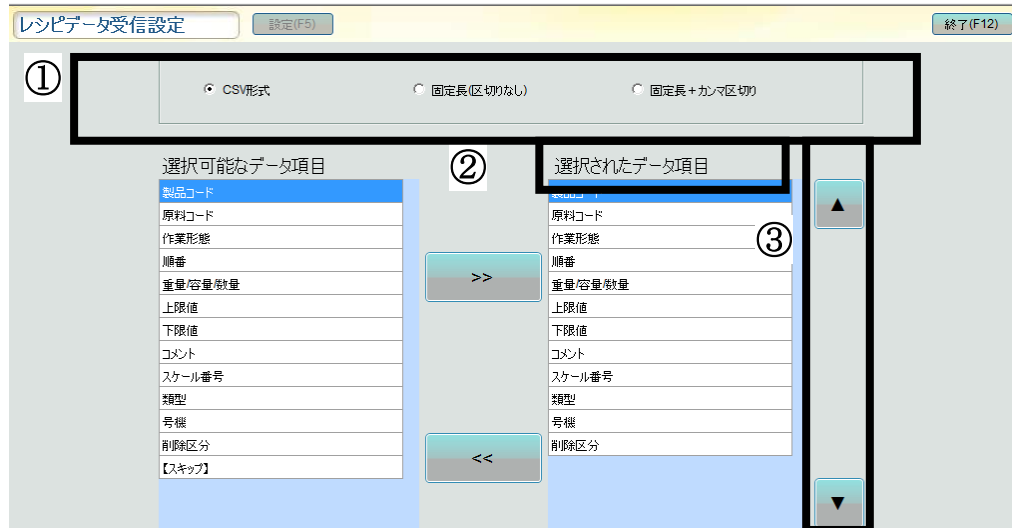 レシピデータ受信設定
設定(F5)
終了(F12)
①
CSV形式
固定長(区切りなし)
固定長+カンマ区切り
選択可能なデータ項目
②
選択されたデータ項目
製品コード
原料コード
作業形態
順番
重量/容量/数量
上限値
下限値
コメント
スケール番号
類型
号機
削除区分
【スキップ】
>>
<<
原料コード
③
作業形態
順番
重量/容量/数量
上限値
下限値
コメント
スケール番号
類型
号機
削除区分
▲
▼